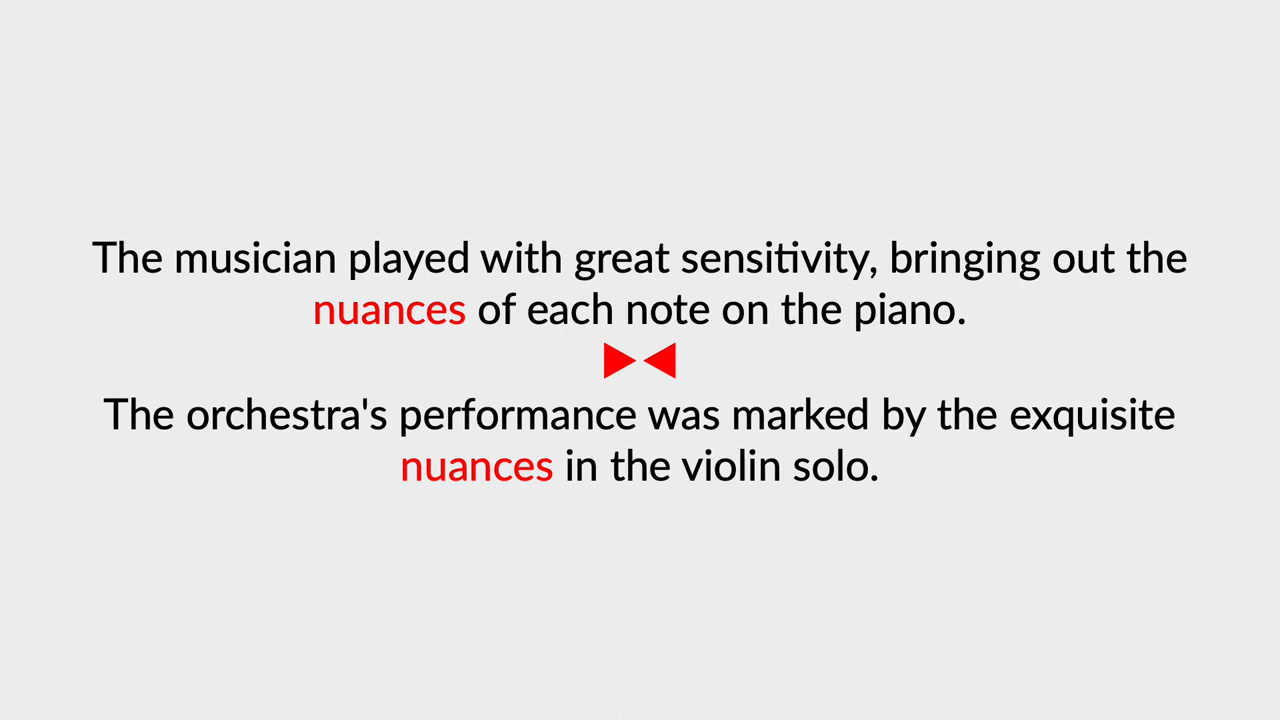 The musician played with great sensitivity, bringing out the
nuances of each note on the piano.
The orchestra's performance was marked by the exquisite
nuances in the violin solo.